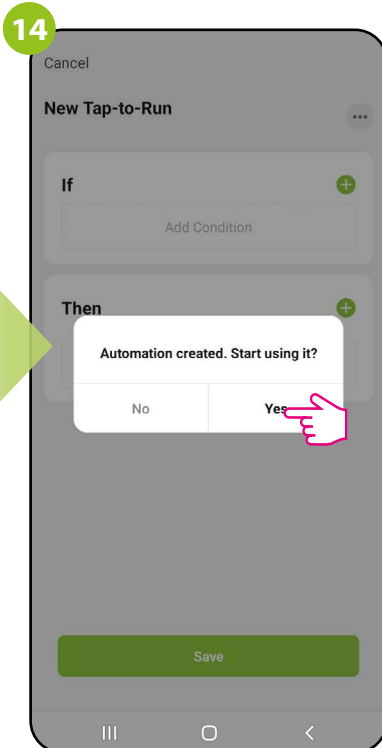 14
Cancel
New Tap-to-Run
If
Add Condition
Then
Automation created. Start using it?
No
Yes
Save